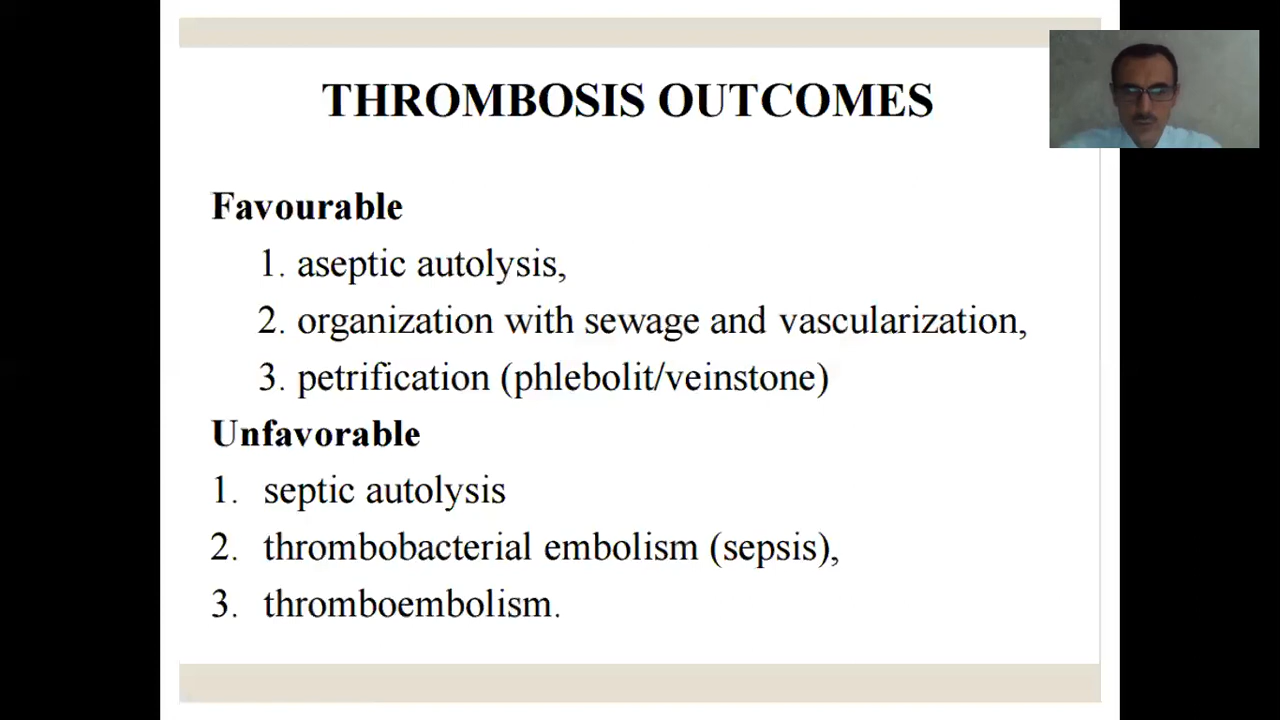 THROMBOSIS OUTCOMES
Favourable
1. aseptic autolysis,
2. organization with sewage and vascularization,
3. petrification (phlebolit/veinstone)
Unfavorable
1. septic autolysis
2. thrombobacterial embolism (sepsis),
3. thromboembolism.